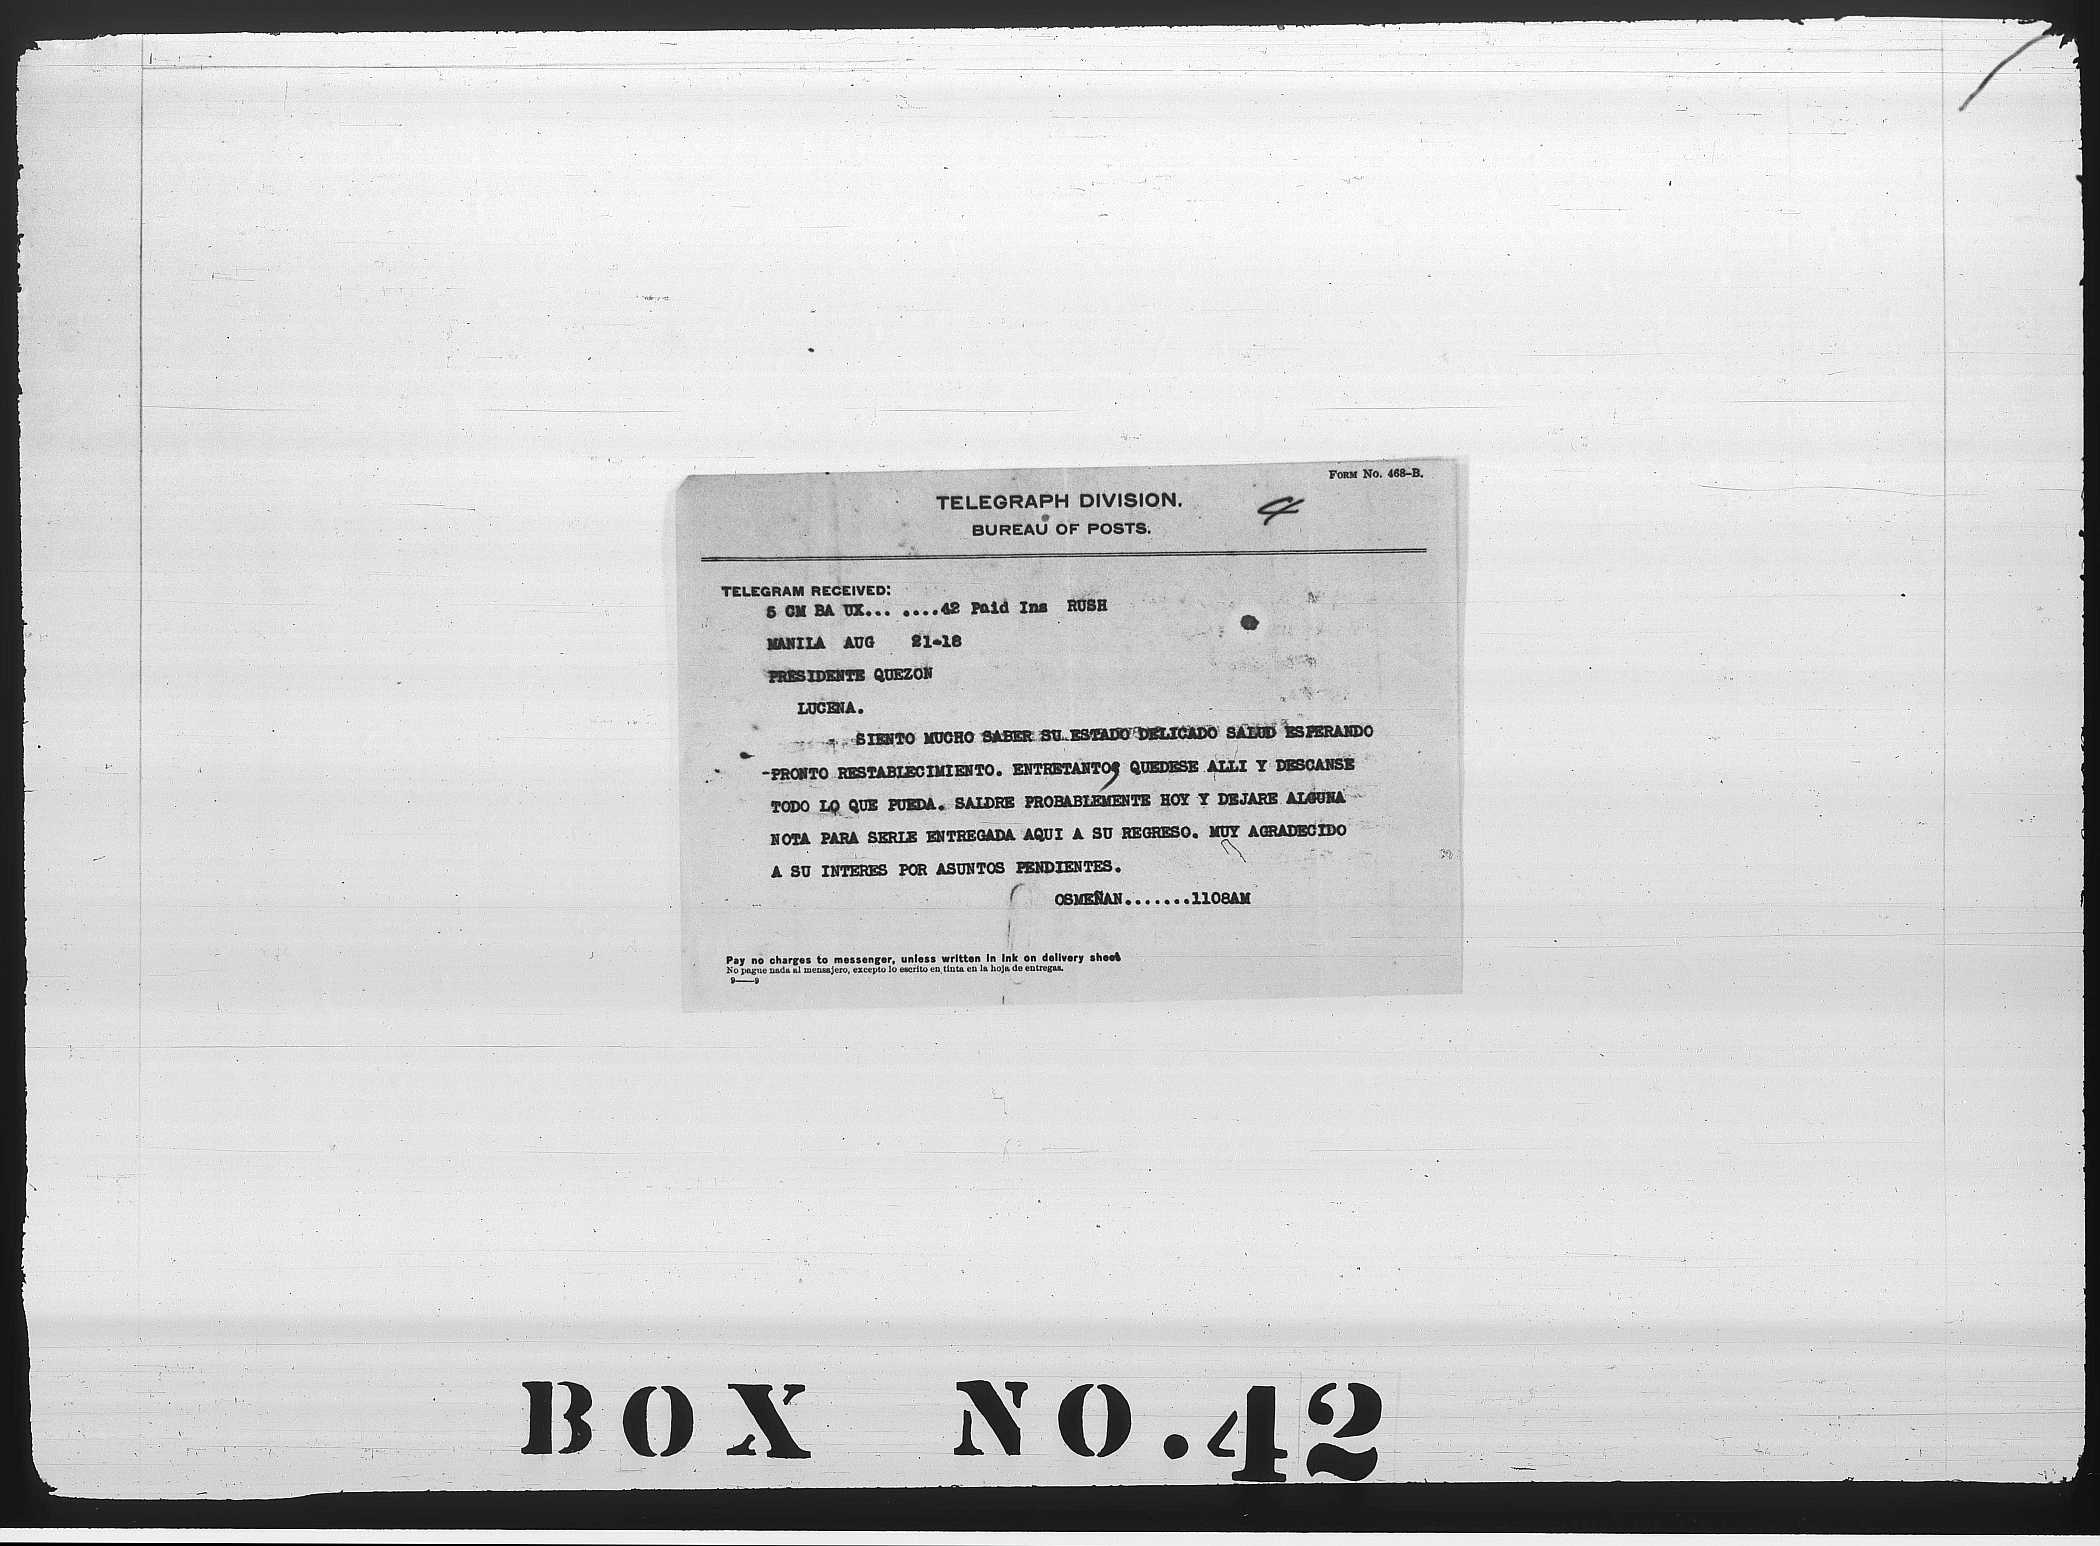 FORM NO. 468-B.
TELEGRAPH DIVISION.
BUREAU OF POSTS.
TELEGRAM RECEIVED:
5 CM BA UX... ....42 Paid Ins RUSH
MANILA AUG 21-18
PRESIDENTE QUEZON
LUCENA.
SIENTO MUCHO SABER SU ESTADO DELICADO SALUD ESPERANDO
-PRONTO RESTABLECIMIENTO. ENTRETANTO, QUEDESE ALLI Y DESCANSE
TODO LO QUE PUEDA. SALDRE PROBABLEMENTE HOY Y DEJARE ALGUNA
NOTA PARA SERLE ENTREGADA AQUI A SU REGRESO. MUY AGRADECIDO
A SU INTERES POR ASUNTOS PENDIENTES.
OSMEÑAN.......1108AM
Pay no charges to messenger, unless written in ink on delivery sheet
No pague nada al mensajero, excepto lo escrito en tinta en la hoja de entregas.
9——9
BOX NO. 42